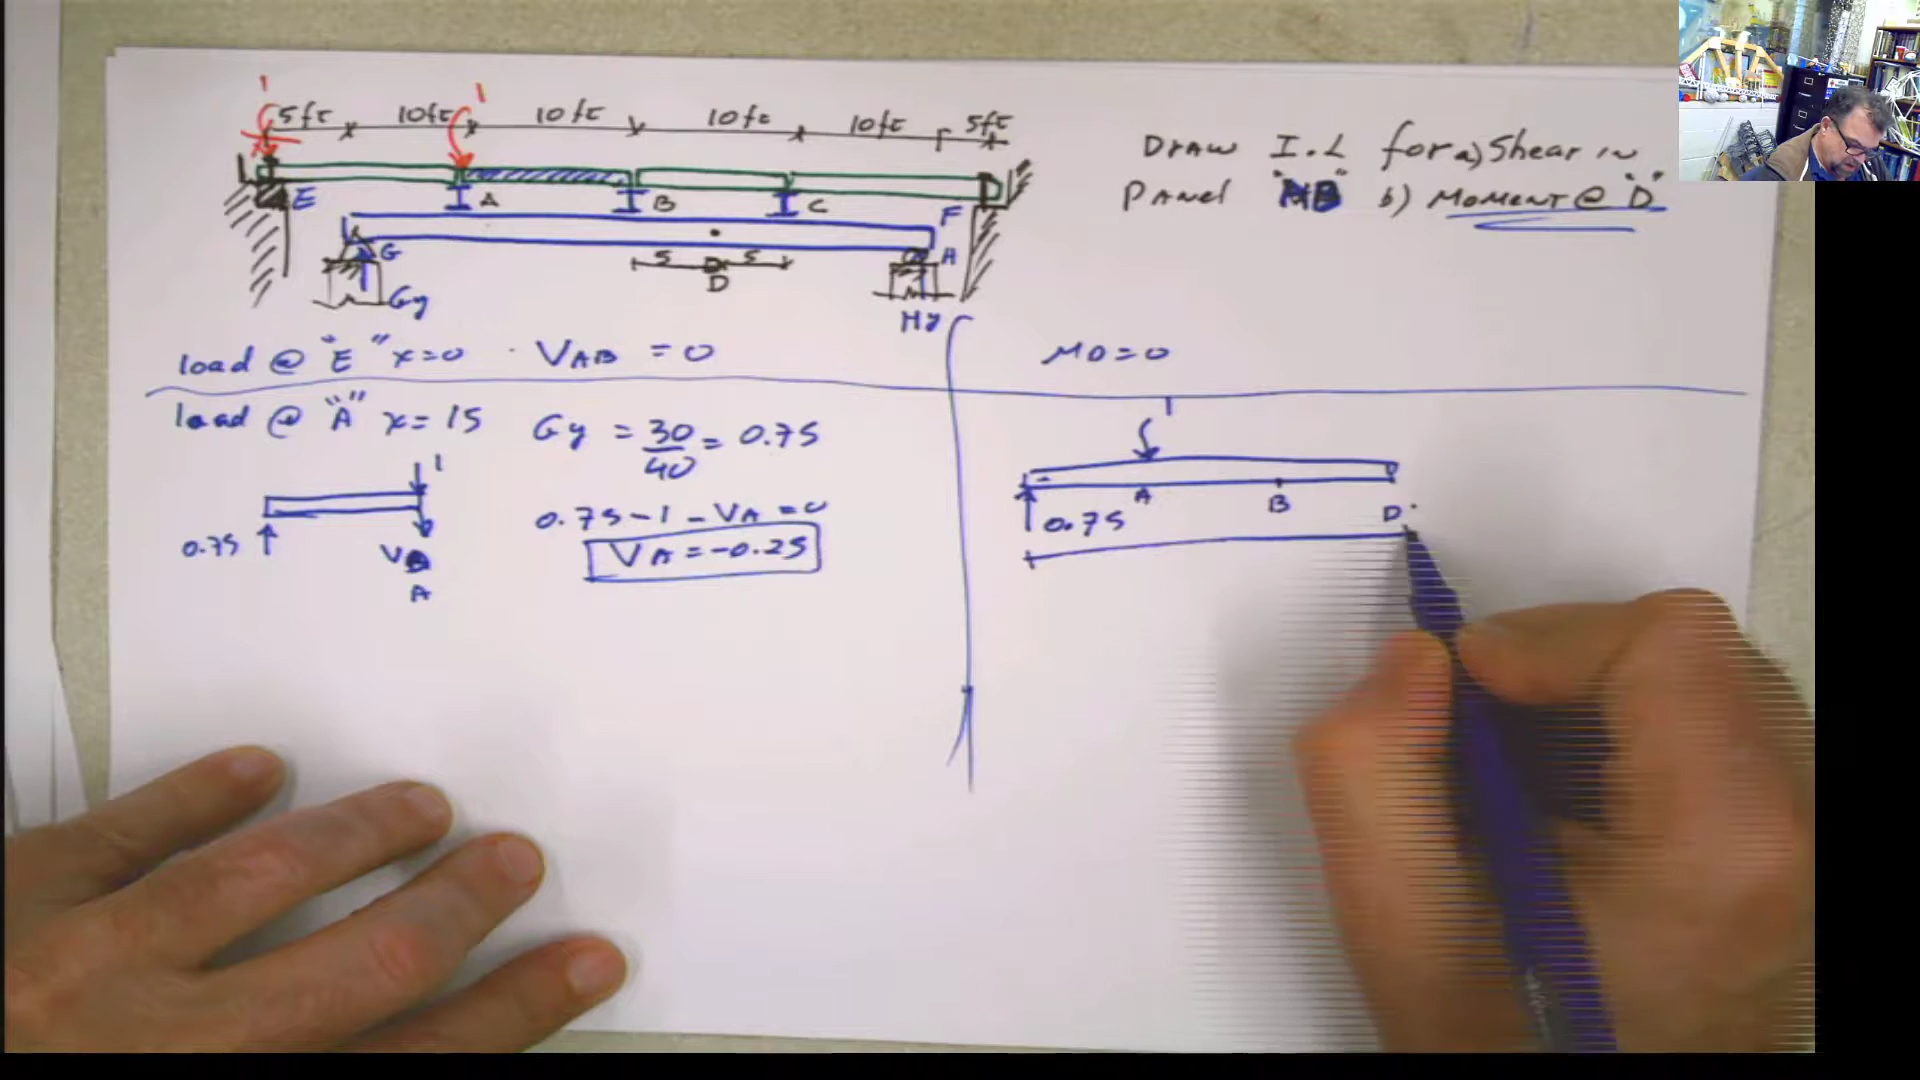 1 1
5ft 10ft 10ft 10ft 10ft 5ft
Draw I.L for a) Shear in
Panel "AB" b) Moment @ "D"
E A B C F
G 5 5 H
D
Gy Hy
load @ "E" x=0 VAB = 0
MD = 0
load @ "A" x = 15 Gy = 30/40 = 0.75
1
0.75 - 1 - VA = 0
0.75
VA = -0.25
V
A
1
A B D
0.75